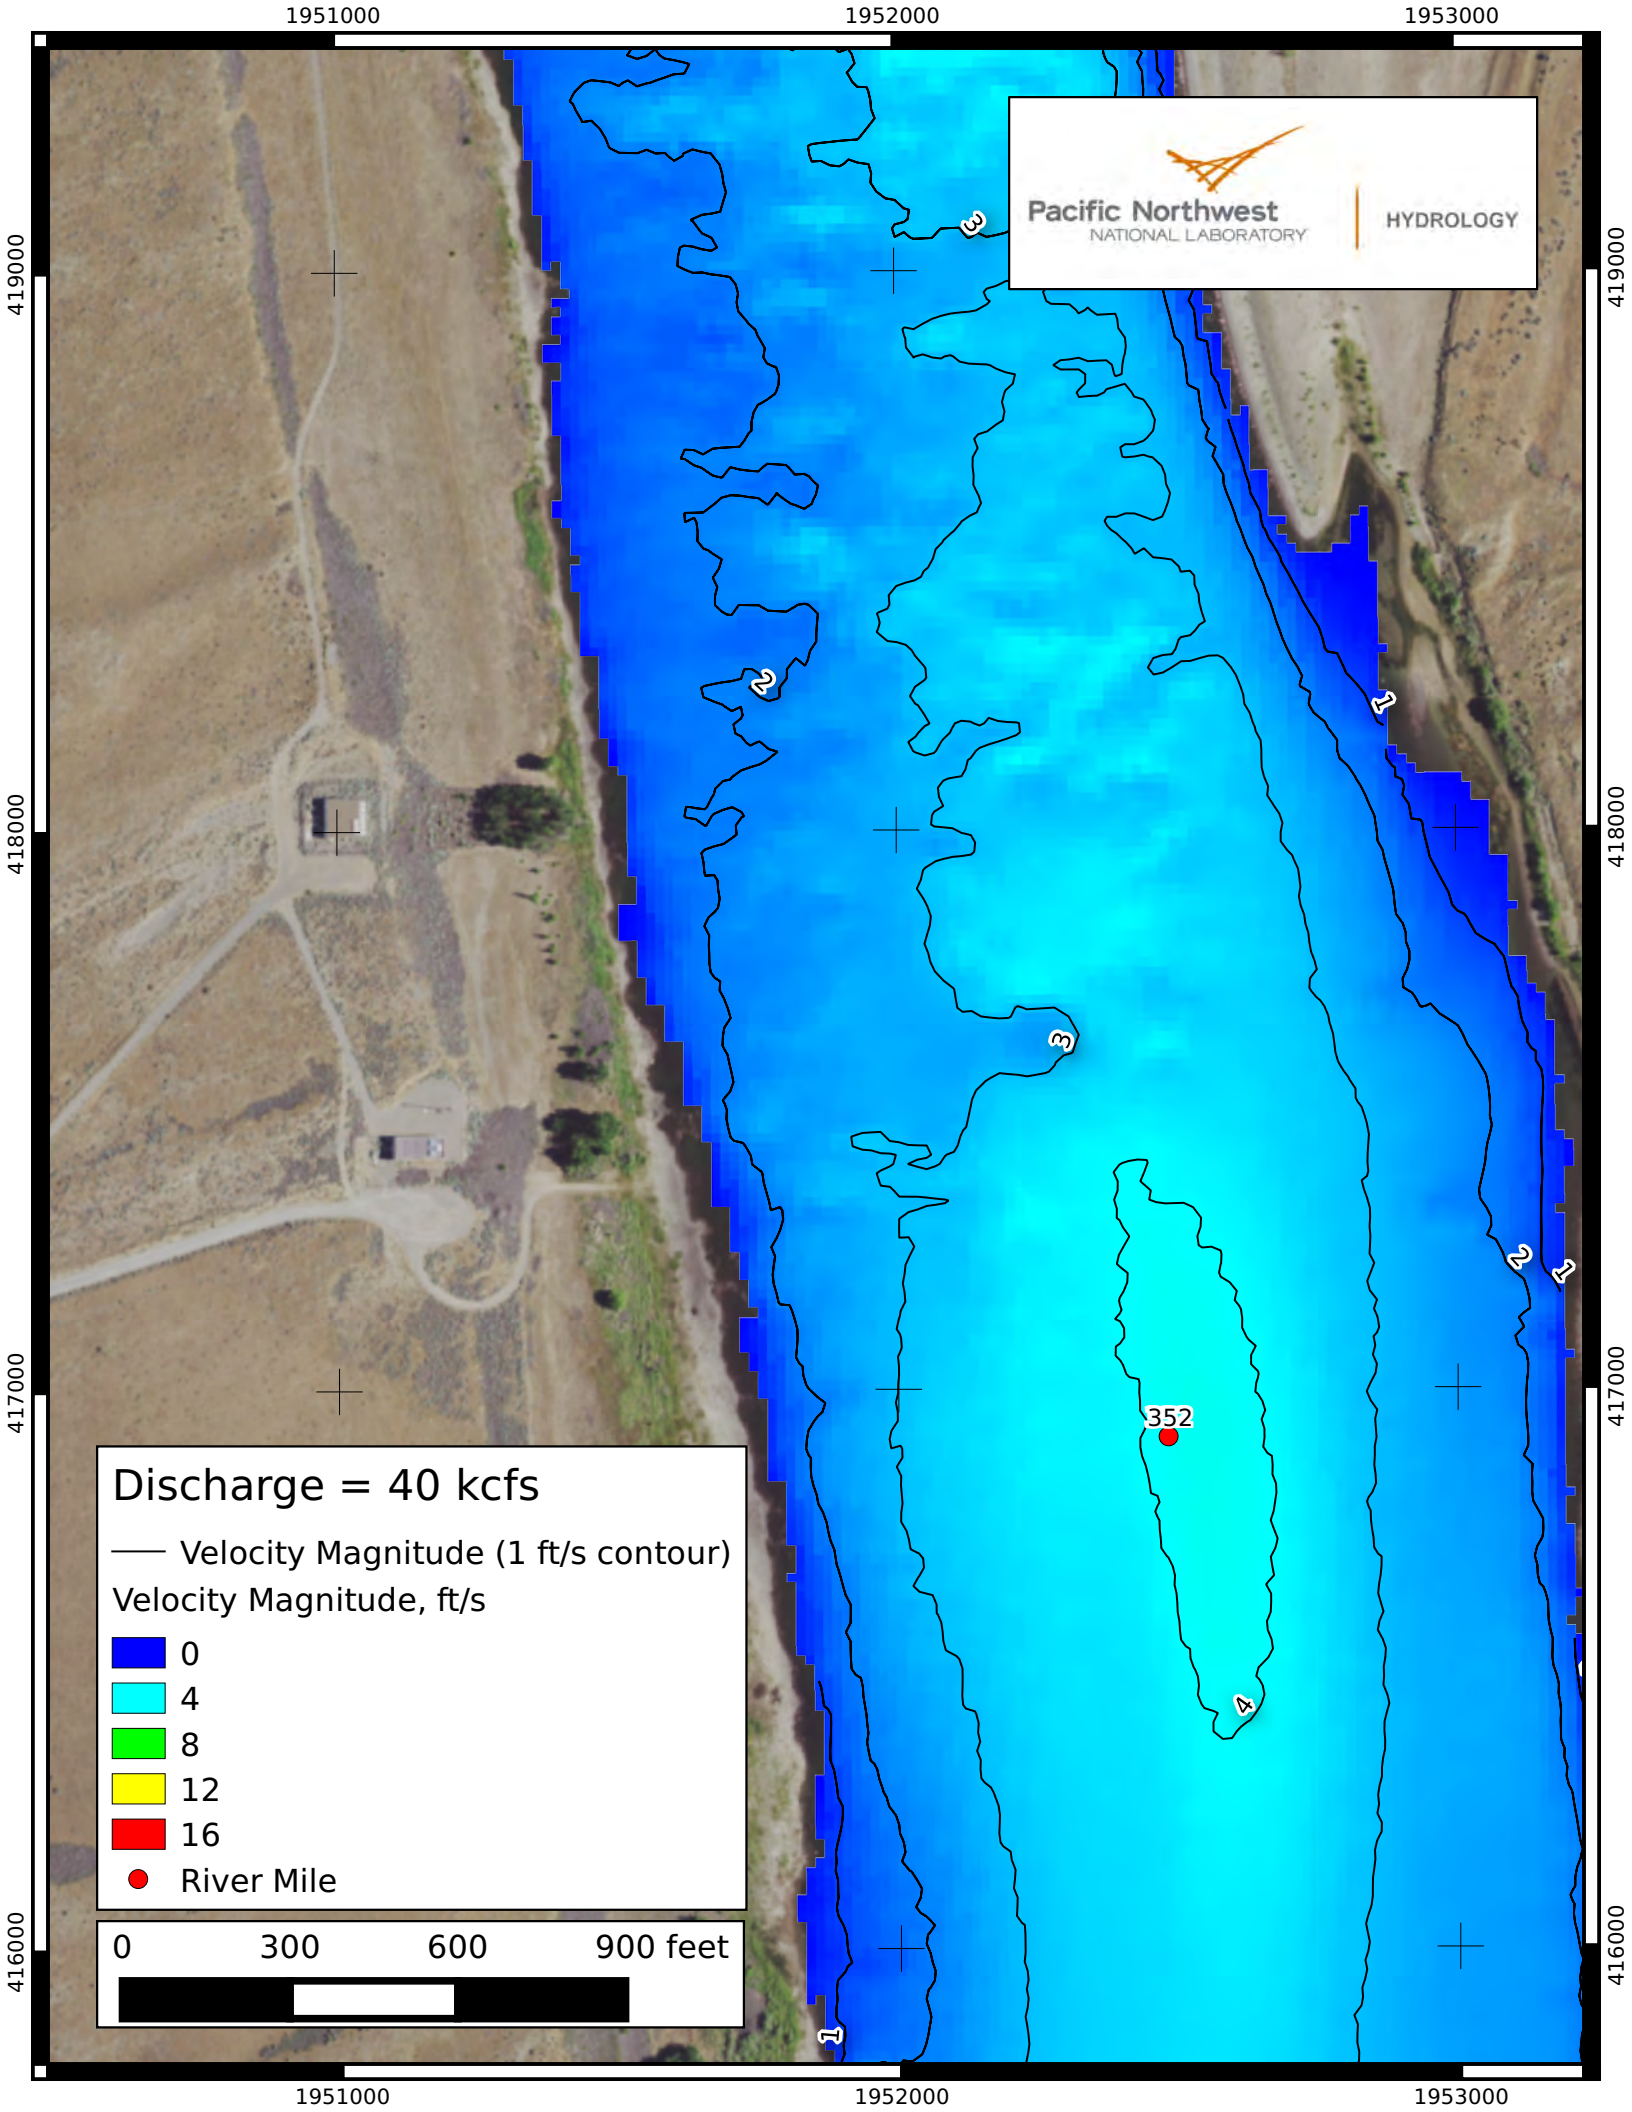 1951000 1952000 1953000
3
Pacific Northwest
NATIONAL LABORATORY
HYDROLOGY
419000 419000
2
1
418000 418000
3
2
1
417000 417000
352
4
Discharge = 40 kcfs
Velocity Magnitude (1 ft/s contour)
Velocity Magnitude, ft/s
0
4
8
12
16
River Mile
0 300 600 900 feet
416000 416000
1
1951000 1952000 1953000